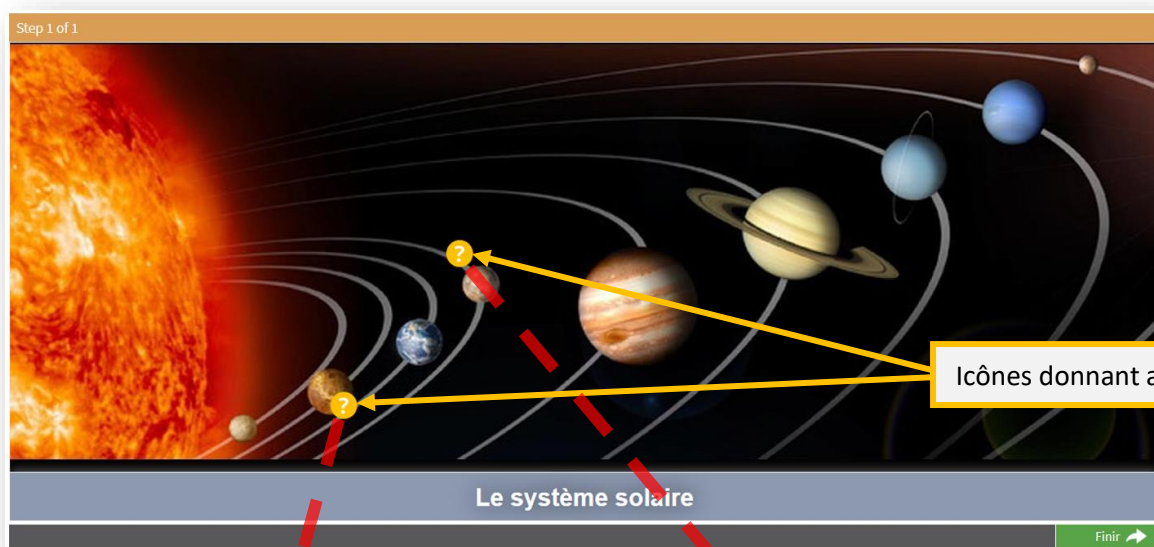 Step 1 of 1
?
?
Icônes donnant
Le système solaire
Finir